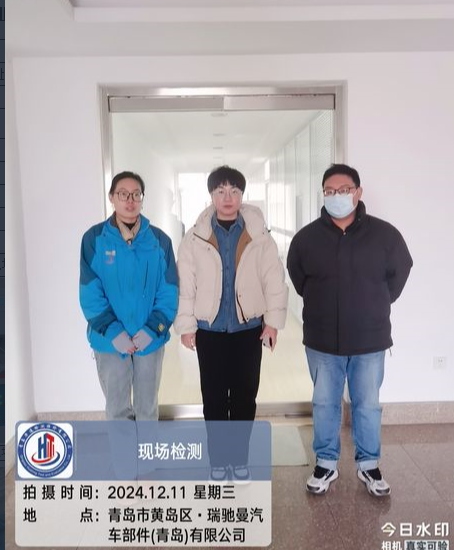 现场检测
拍摄时间：2024.12.11 星期三
地点：青岛市黄岛区·瑞驰曼汽
车部件(青岛)有限公司
今日水印
相机 真实可验